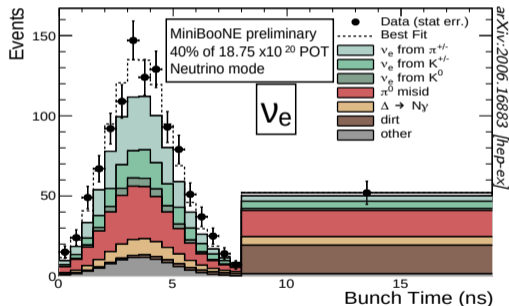 Events
150
100
50
0
0
5
10
15
Bunch Time (ns)
MiniBooNE preliminary
40% of 18.75 x10²⁰ POT
Neutrino mode
νe
Data (stat err.)
Best Fit
νe from π+/-
νe from K+/-
νe from K⁰
π⁰ misid
Δ → Nγ
dirt
other
arXiv:2006.16883 [hep-ex]